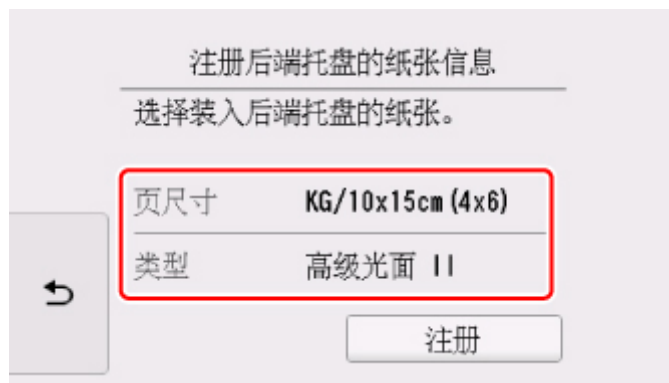 注册后端托盘的纸张信息
选择装入后端托盘的纸张。
页尺寸 KG/10x15cm(4x6)
类型 高级光面 II
注册